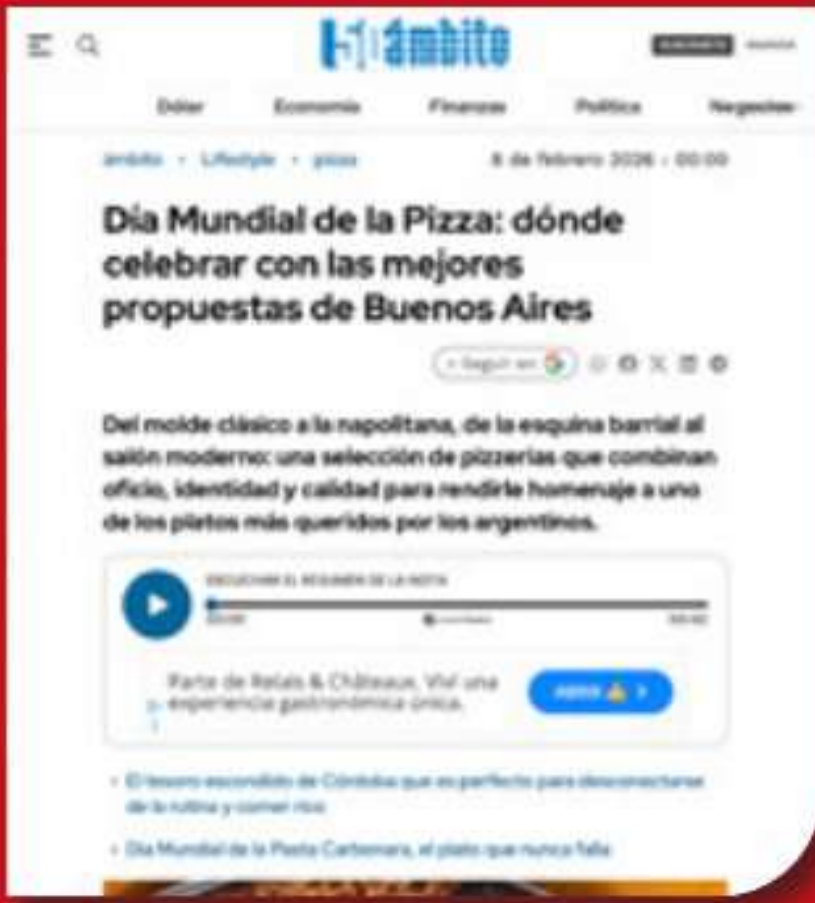 ámbito
Dólar Economía Finanzas Política Negocios
ámbito • Lifestyle • pizza 8 de febrero 2026 - 00:00
Día Mundial de la Pizza: dónde
celebrar con las mejores
propuestas de Buenos Aires
+ Seguir en
Del molde clásico a la napolitana, de la esquina barrial al
salón moderno: una selección de pizzerías que combinan
oficio, identidad y calidad para rendirle homenaje a uno
de los platos más queridos por los argentinos.
ESCUCHAR EL RESUMEN DE LA NOTA
00:00
Parte de Relais & Châteaux. Viví una
experiencia gastronómica única.
El tesoro escondido de Córdoba que es perfecto para desconectarse
de la rutina y comer rico
Día Mundial de la Pasta Carbonara, el plato que nunca falla